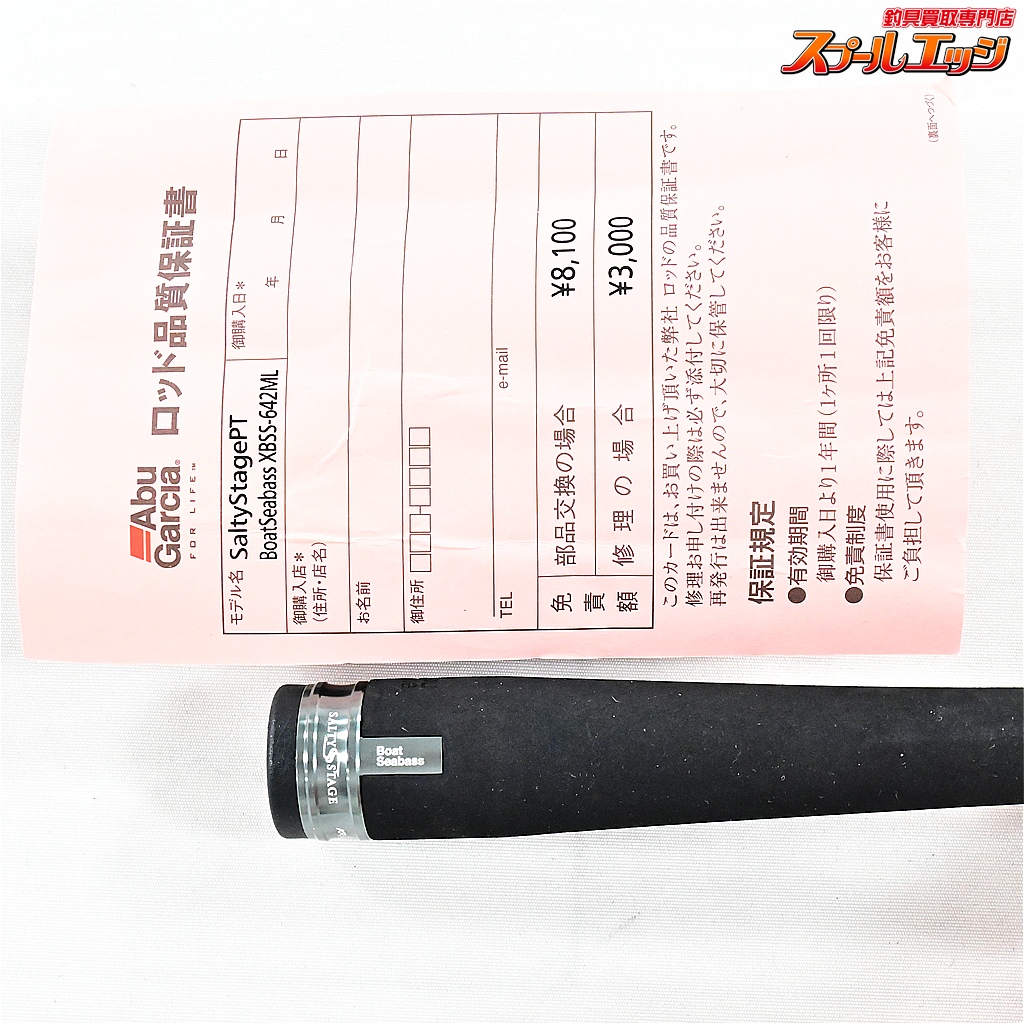 釣具買取専門店
スプールエッジ
Abu
Garcia®
FOR LIFE™
ロッド品質保証書
モデル名
SaltyStagePT
BoatSeabass XBSS-642ML
御購入日*
年 月 日
御購入店*
(住所・店名)
お名前
御住所
TEL
e-mail
免責額
部品交換の場合 ¥8,100
修理の場合 ¥3,000
このカードは、お買い上げ頂いた弊社 ロッドの品質保証書です。
修理お申し付けの際は必ず添付してください。
再発行は出来ませんので、大切に保管してください。
保証規定
●有効期間
御購入日より1年間(1ヶ所1回限り)
●免責制度
保証書使用に際しては上記免責額をお客様に
ご負担して頂きます。
(裏面へつづく)
SALTY STAGE
Boat
Seabass